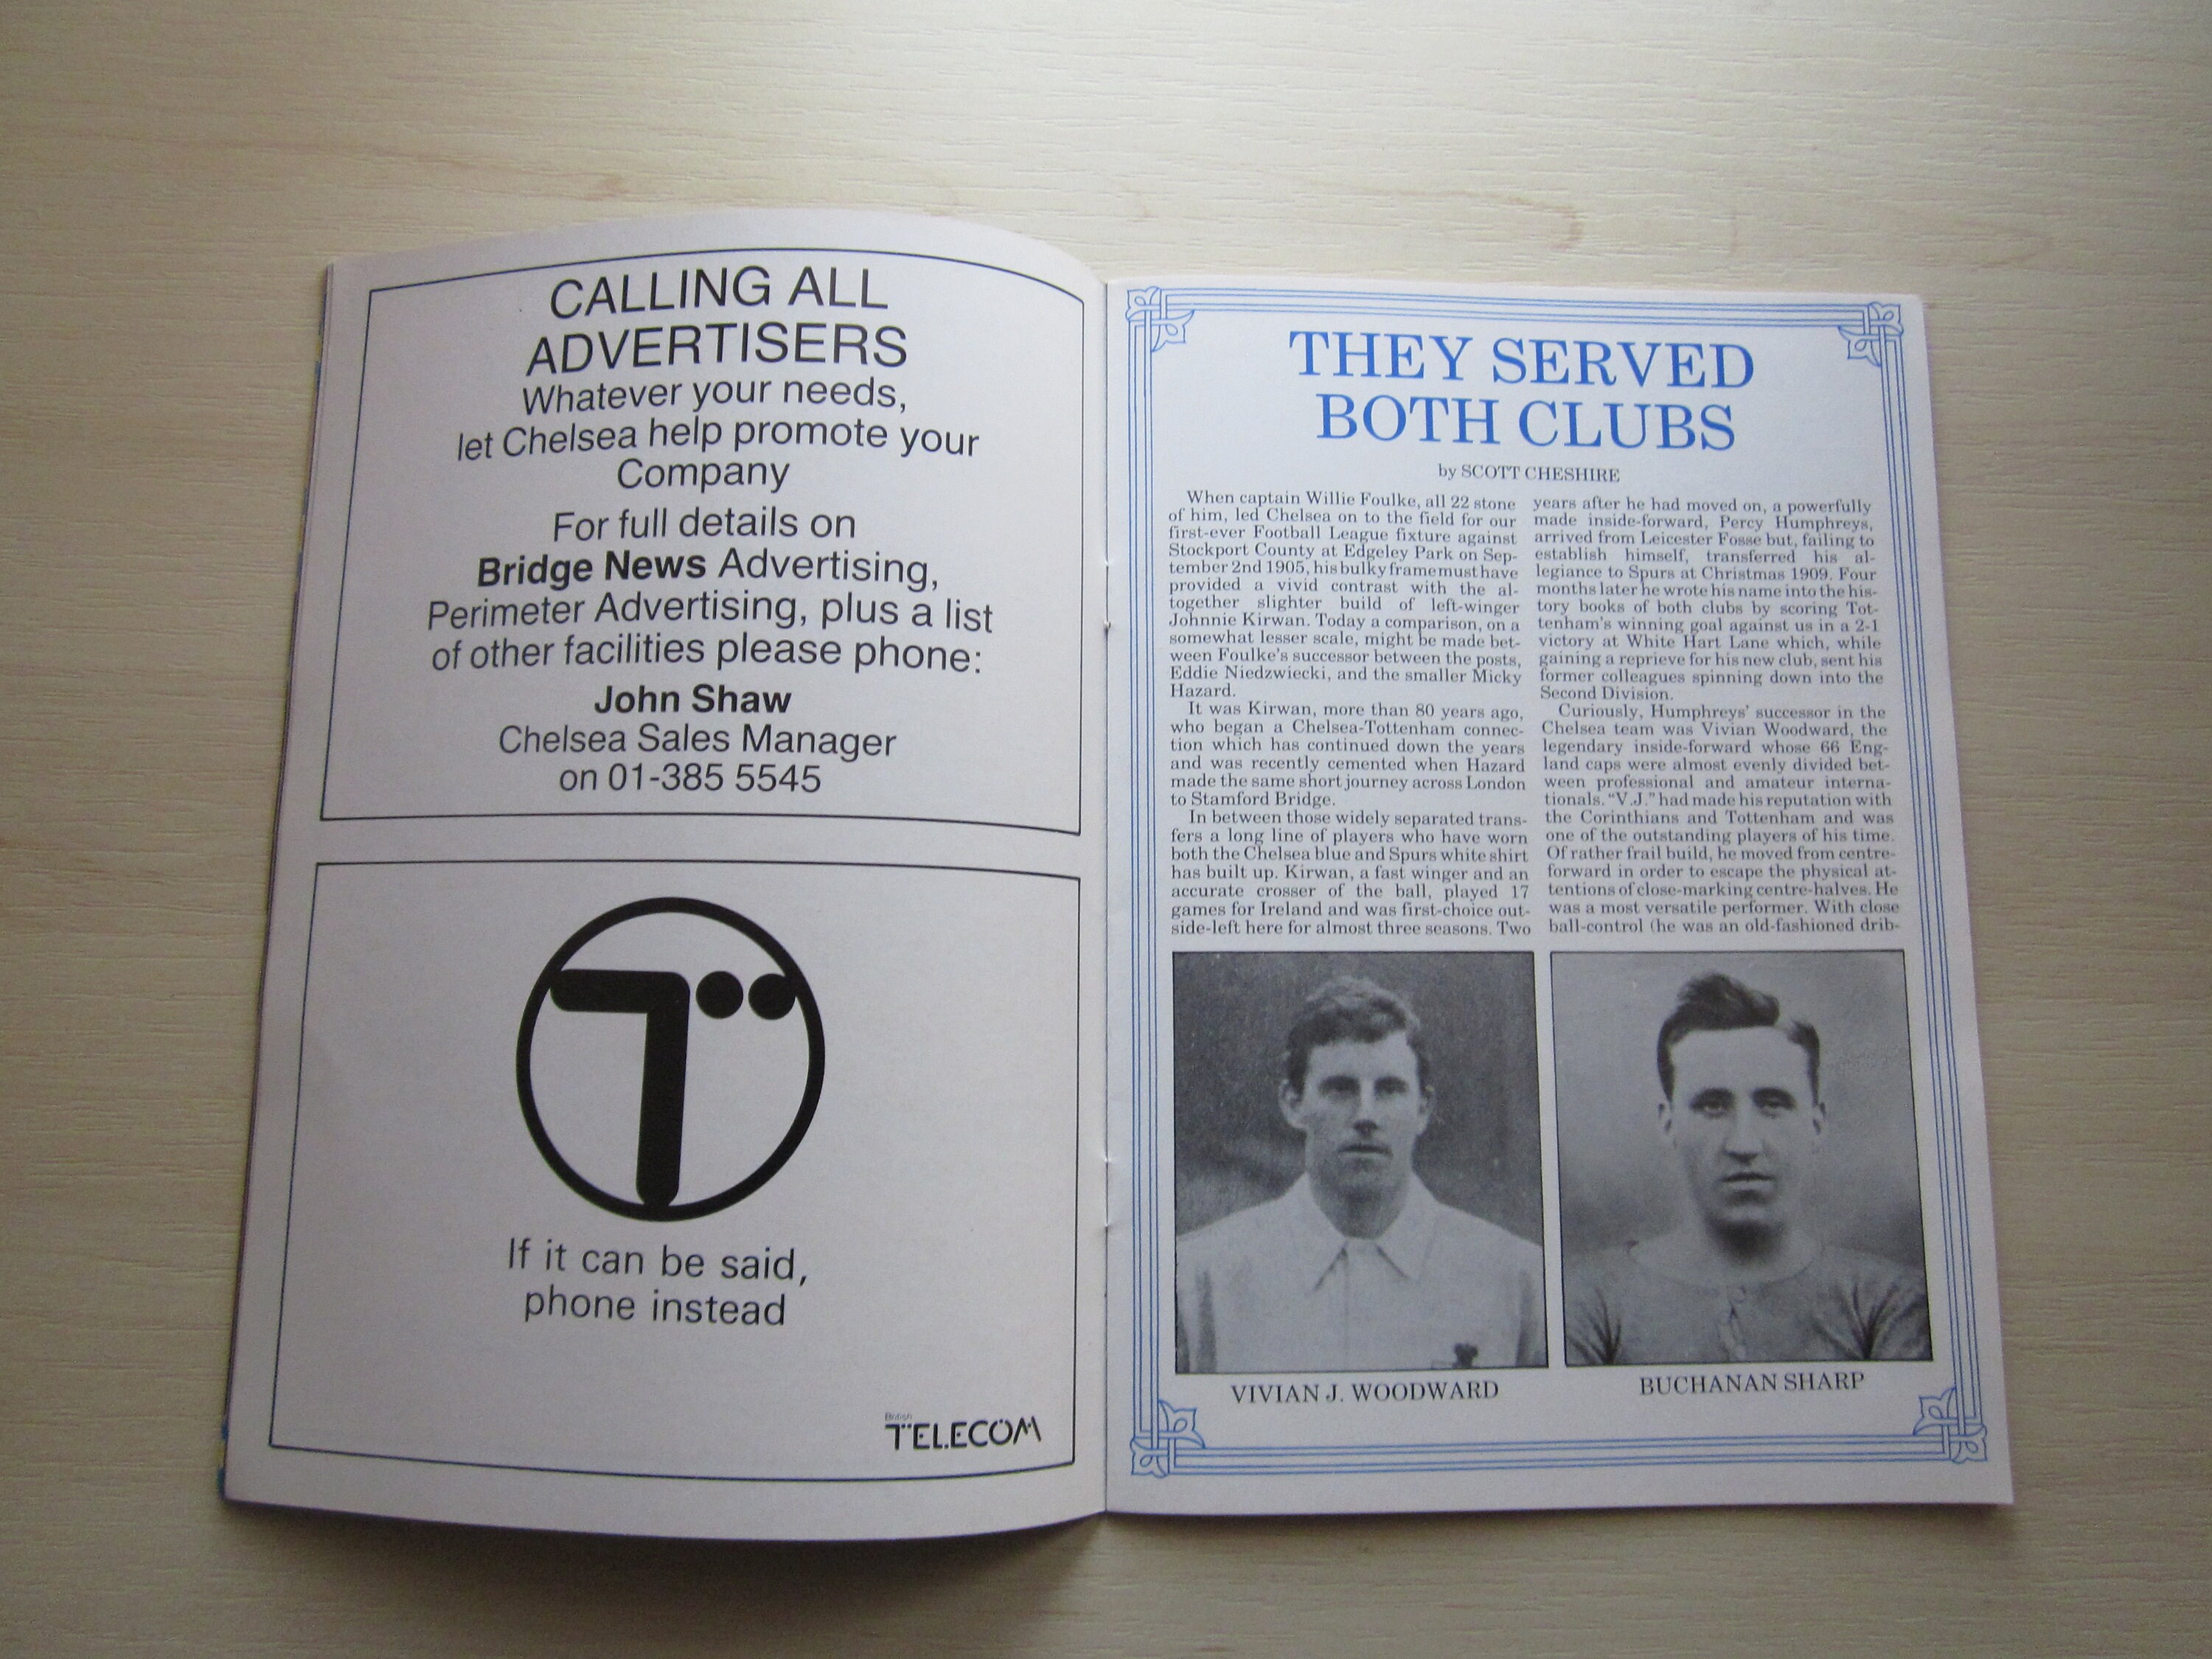 CALLING ALL
ADVERTISERS
Whatever your needs,
let Chelsea help promote your
Company
For full details on
Bridge News Advertising,
Perimeter Advertising, plus a list
of other facilities please phone:
John Shaw
Chelsea Sales Manager
on 01-385 5545
If it can be said,
phone instead
British
TELECOM
THEY SERVED
BOTH CLUBS
by SCOTT CHESHIRE
When captain Willie Foulke, all 22 stone
of him, led Chelsea on to the field for our
first-ever Football League fixture against
Stockport County at Edgeley Park on Sep-
tember 2nd 1905, his bulky frame must have
provided a vivid contrast with the al-
together slighter build of left-winger
Johnnie Kirwan. Today a comparison, on a
somewhat lesser scale, might be made bet-
ween Foulke's successor between the posts,
Eddie Niedzwiecki, and the smaller Micky
Hazard.
It was Kirwan, more than 80 years ago,
who began a Chelsea-Tottenham connec-
tion which has continued down the years
and was recently cemented when Hazard
made the same short journey across London
to Stamford Bridge.
In between those widely separated trans-
fers a long line of players who have worn
both the Chelsea blue and Spurs white shirt
has built up. Kirwan, a fast winger and an
accurate crosser of the ball, played 17
games for Ireland and was first-choice out-
side-left here for almost three seasons. Two
years after he had moved on, a powerfully
made inside-forward, Percy Humphreys,
arrived from Leicester Fosse but, failing to
establish himself, transferred his al-
legiance to Spurs at Christmas 1909. Four
months later he wrote his name into the his-
tory books of both clubs by scoring Tot-
tenham's winning goal against us in a 2-1
victory at White Hart Lane which, while
gaining a reprieve for his new club, sent his
former colleagues spinning down into the
Second Division.
Curiously, Humphreys' successor in the
Chelsea team was Vivian Woodward, the
legendary inside-forward whose 66 Eng-
land caps were almost evenly divided bet-
ween professional and amateur interna-
tionals. "V.J." had made his reputation with
the Corinthians and Tottenham and was
one of the outstanding players of his time.
Of rather frail build, he moved from centre-
forward in order to escape the physical at-
tentions of close-marking centre-halves. He
was a most versatile performer. With close
ball-control (he was an old-fashioned drib-
VIVIAN J. WOODWARD
BUCHANAN SHARP